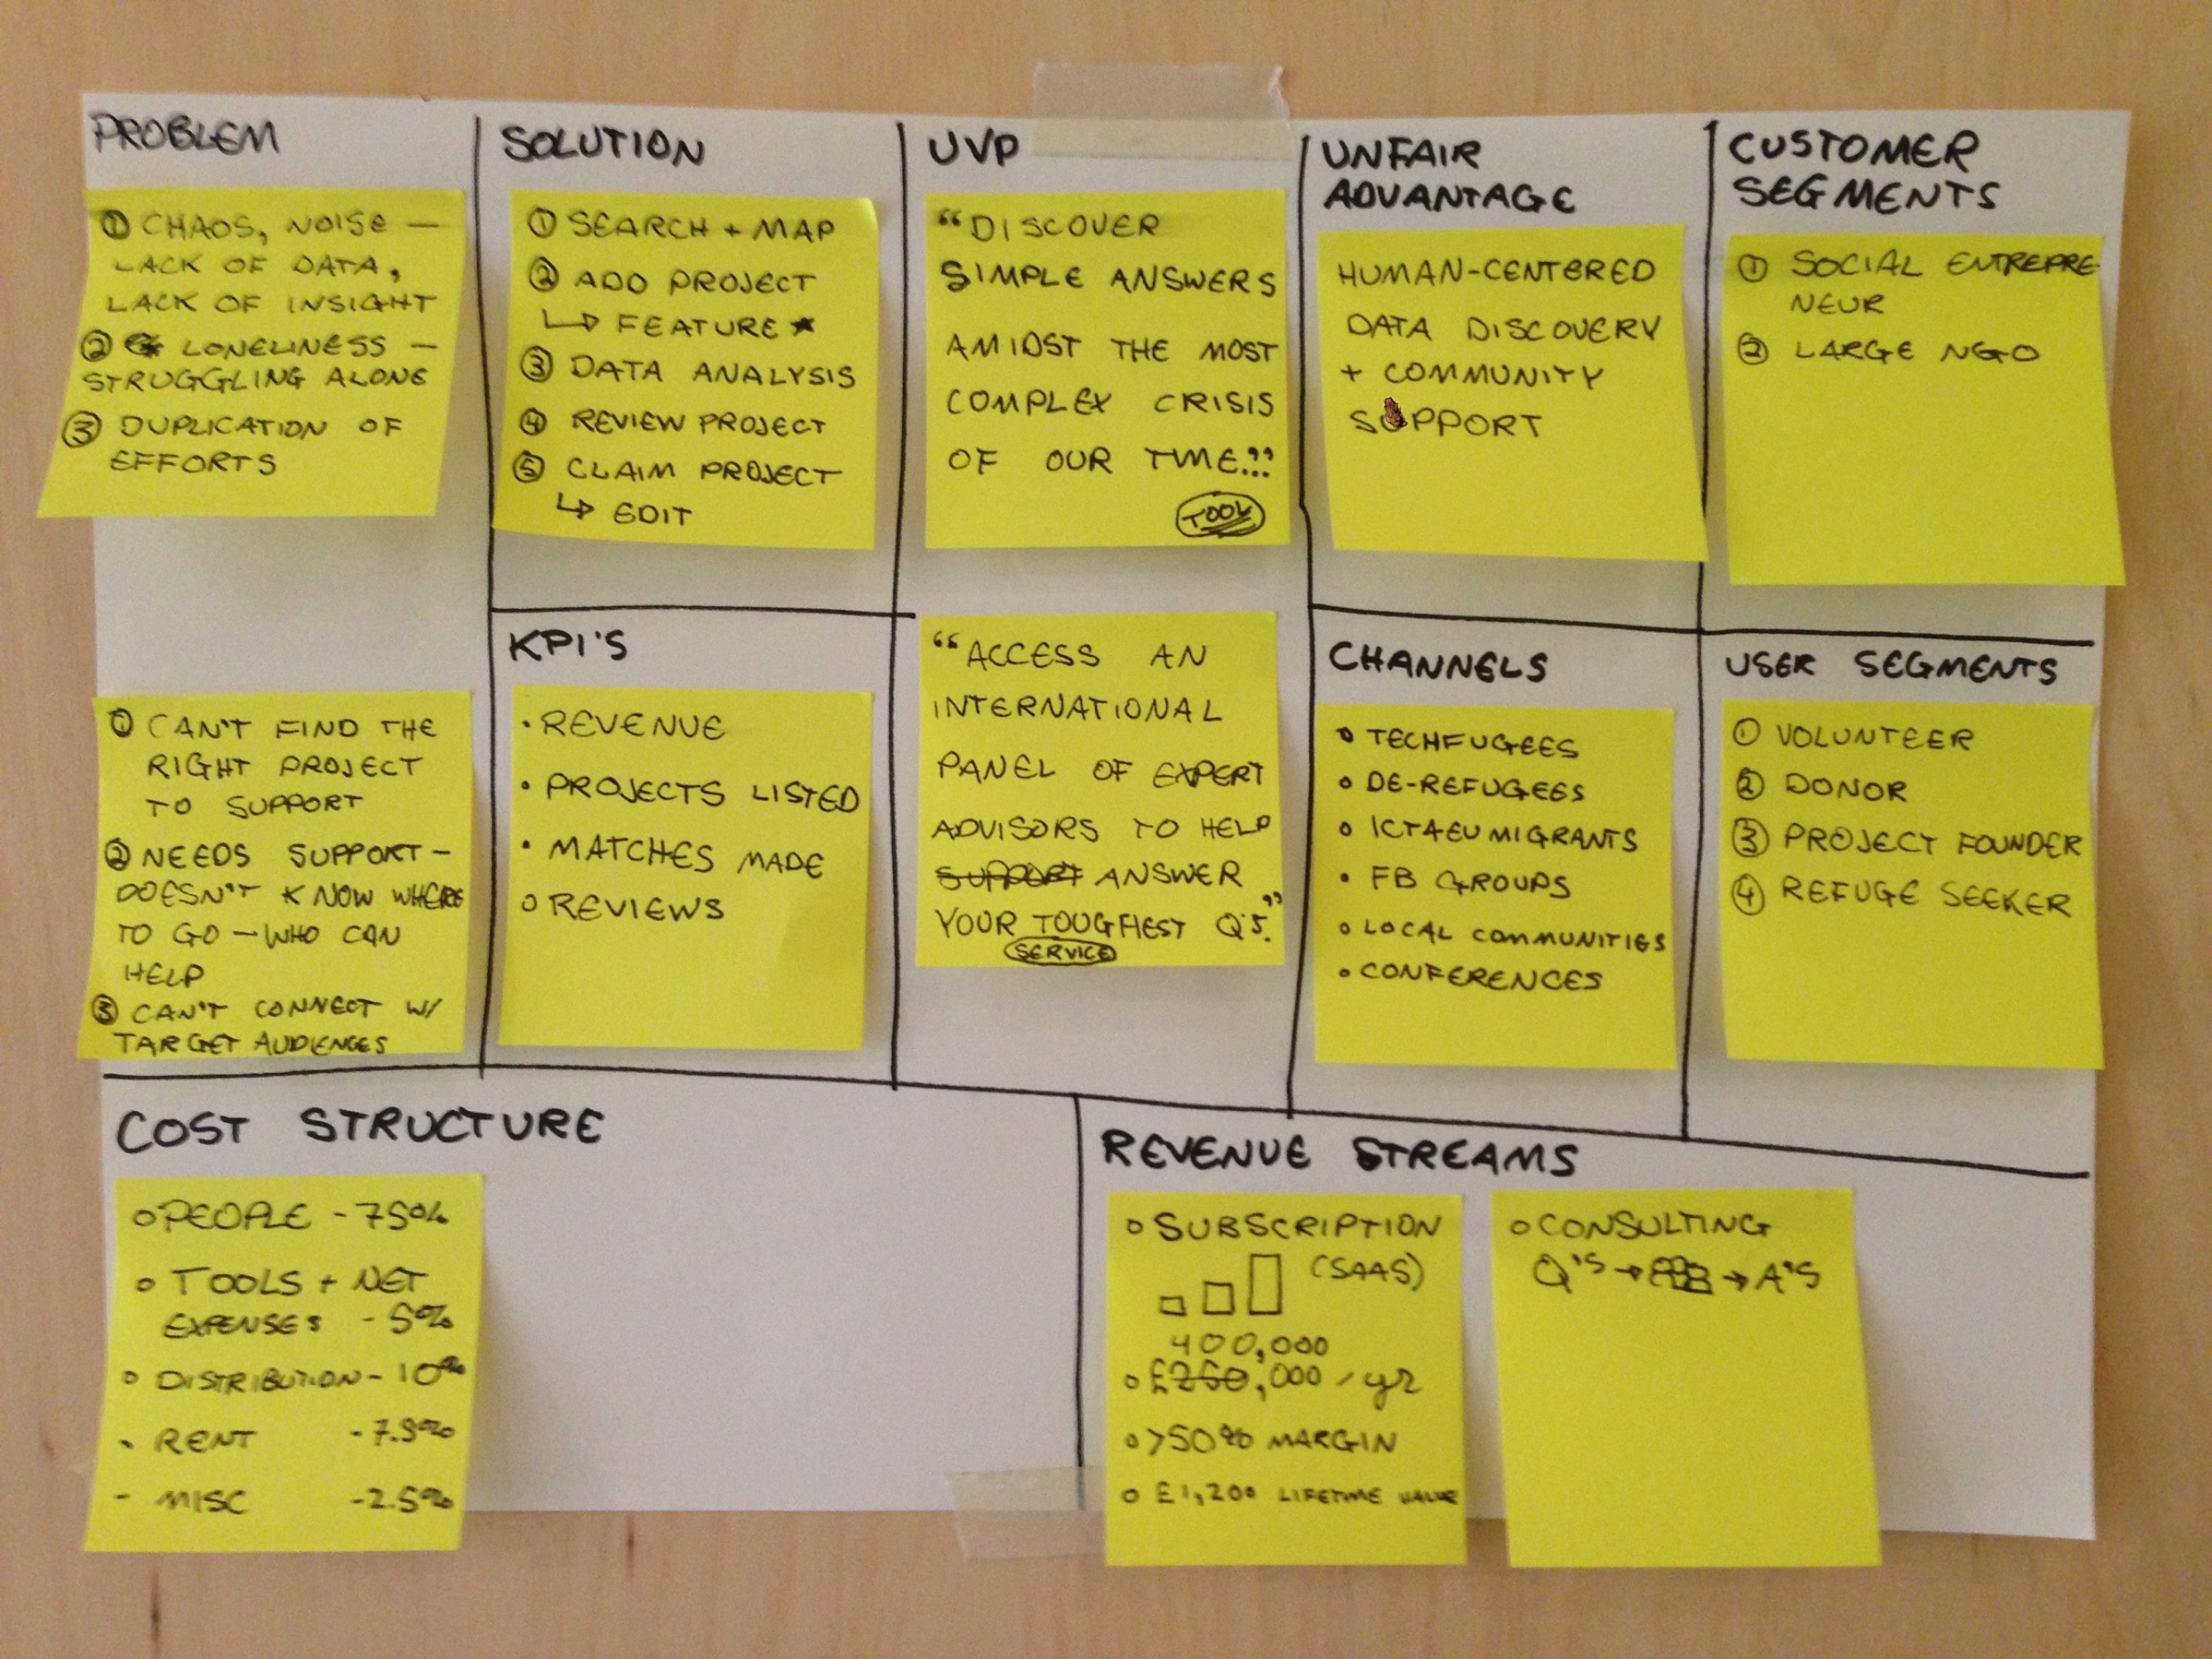 PROBLEM
① CHAOS, NOISE —
LACK OF DATA,
LACK OF INSIGHT
② LONELINESS —
STRUGGLING ALONE
③ DUPLICATION OF
EFFORTS
① CAN'T FIND THE
RIGHT PROJECT
TO SUPPORT
② NEEDS SUPPORT —
DOESN'T KNOW WHERE
TO GO — WHO CAN
HELP
③ CAN'T CONNECT W/
TARGET AUDIENCES
SOLUTION
① SEARCH + MAP
② ADD PROJECT
↳ FEATURE ★
③ DATA ANALYSIS
④ REVIEW PROJECT
⑤ CLAIM PROJECT
↳ EDIT
KPI'S
· REVENUE
· PROJECTS LISTED
· MATCHES MADE
○ REVIEWS
UVP
"DISCOVER
SIMPLE ANSWERS
AMIDST THE MOST
COMPLEX CRISIS
OF OUR TIME..."
TOOL
"ACCESS AN
INTERNATIONAL
PANEL OF EXPERT
ADVISORS TO HELP
SUPPORT ANSWER
YOUR TOUGHEST Q'S."
SERVICE
UNFAIR
ADVANTAGE
HUMAN-CENTERED
DATA DISCOVERY
+ COMMUNITY
SUPPORT
CHANNELS
○ TECHFUGEES
○ DE-REFUGEES
○ ICT4EUMIGRANTS
· FB GROUPS
○ LOCAL COMMUNITIES
○ CONFERENCES
CUSTOMER
SEGMENTS
① SOCIAL ENTREPRE-
NEUR
② LARGE NGO
USER SEGMENTS
① VOLUNTEER
② DONOR
③ PROJECT FOUNDER
④ REFUGE SEEKER
COST STRUCTURE
○ PEOPLE - 75%
○ TOOLS + NET
EXPENSES - 5%
○ DISTRIBUTION - 10%
· RENT - 7.5%
- MISC - 2.5%
REVENUE STREAMS
○ SUBSCRIPTION
(SAAS)
400,000
○ £250,000 / yr
○ >50% MARGIN
○ £1,200 LIFETIME VALUE
○ CONSULTING
Q'S → → A'S